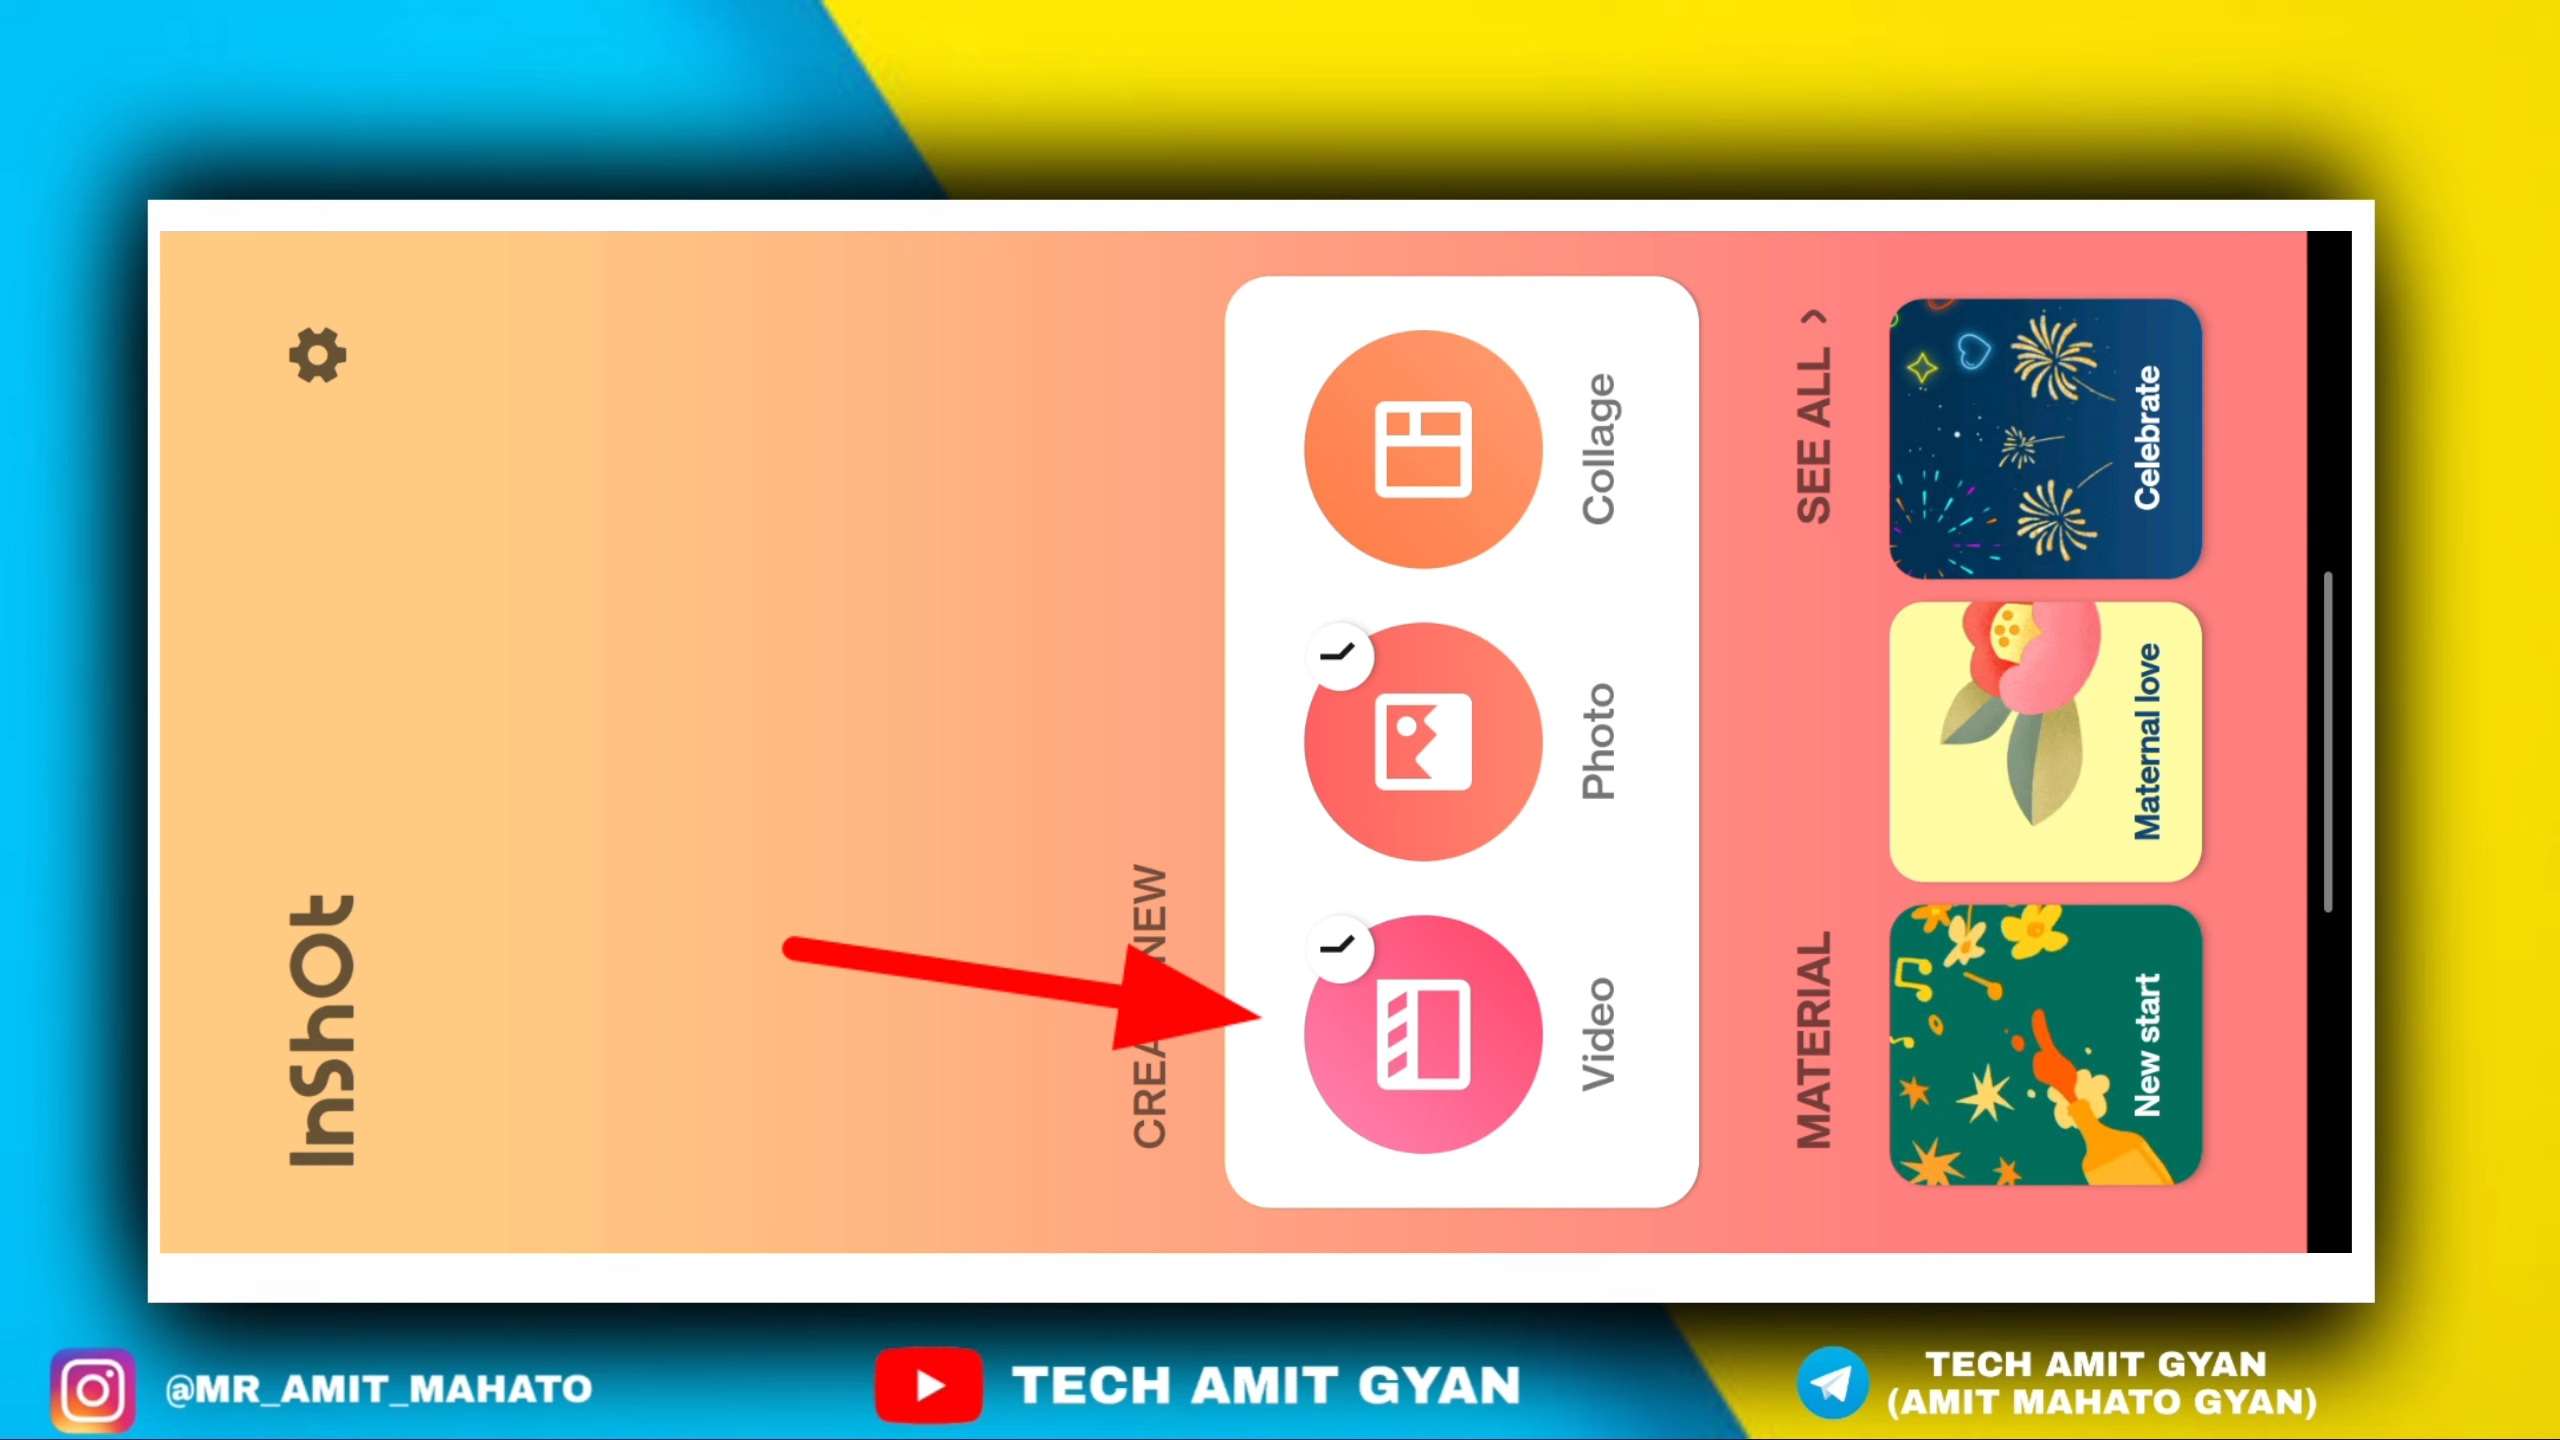 InShOt
CREATE NEW
Video
Photo
Collage
MATERIAL
SEE ALL >
New start
Maternal love
Celebrate
@MR_AMIT_MAHATO
TECH AMIT GYAN
TECH AMIT GYAN
(AMIT MAHATO GYAN)